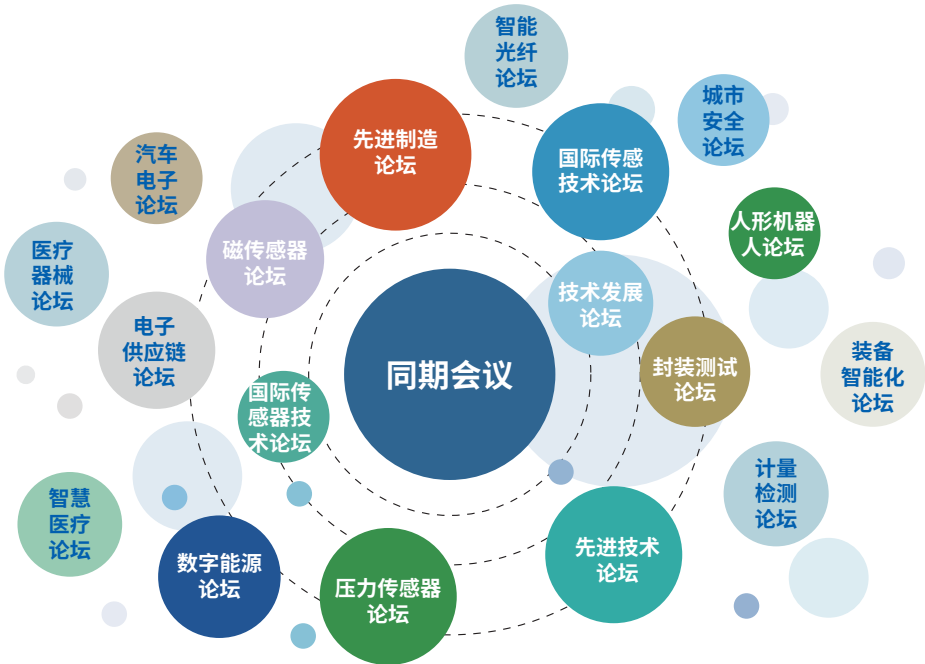 智能
光纤
论坛
城市
安全
论坛
先进制造
论坛
国际传感
技术论坛
汽车
电子
论坛
人形机器
人论坛
磁传感器
论坛
医疗
器械
论坛
技术发展
论坛
电子
供应链
论坛
同期会议
封装测试
论坛
装备
智能化
论坛
国际传
感器技
术论坛
计量
检测
论坛
智慧
医疗
论坛
先进技术
论坛
数字能源
论坛
压力传感器
论坛